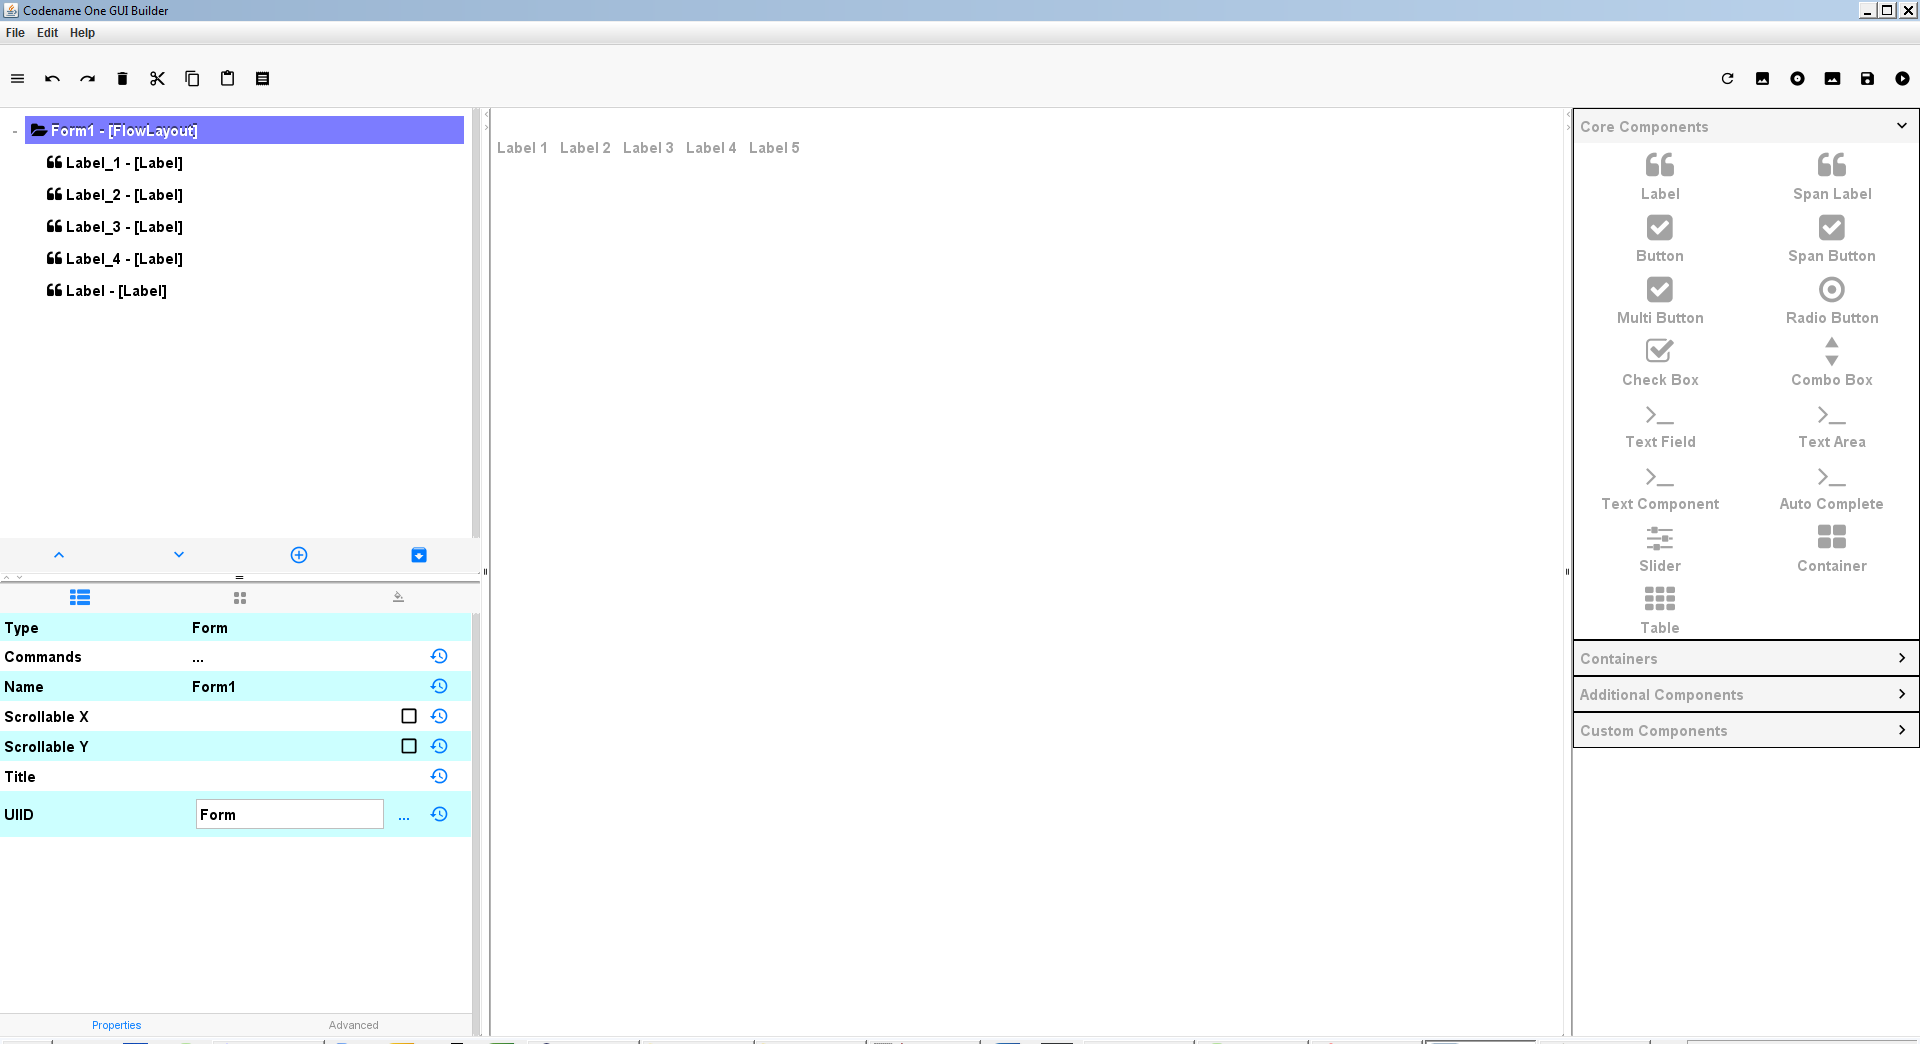 Codename One GUI Builder
File Edit Help
Form1 - [FlowLayout]
Label_1 - [Label]
Label_2 - [Label]
Label_3 - [Label]
Label_4 - [Label]
Label - [Label]
Label 1 Label 2 Label 3 Label 4 Label 5
Type Form
Commands ...
Name Form1
Scrollable X
Scrollable Y
Title
UIID Form ...
Properties Advanced
Core Components
Label Span Label
Button Span Button
Multi Button Radio Button
Check Box Combo Box
Text Field Text Area
Text Component Auto Complete
Slider Container
Table
Containers
Additional Components
Custom Components